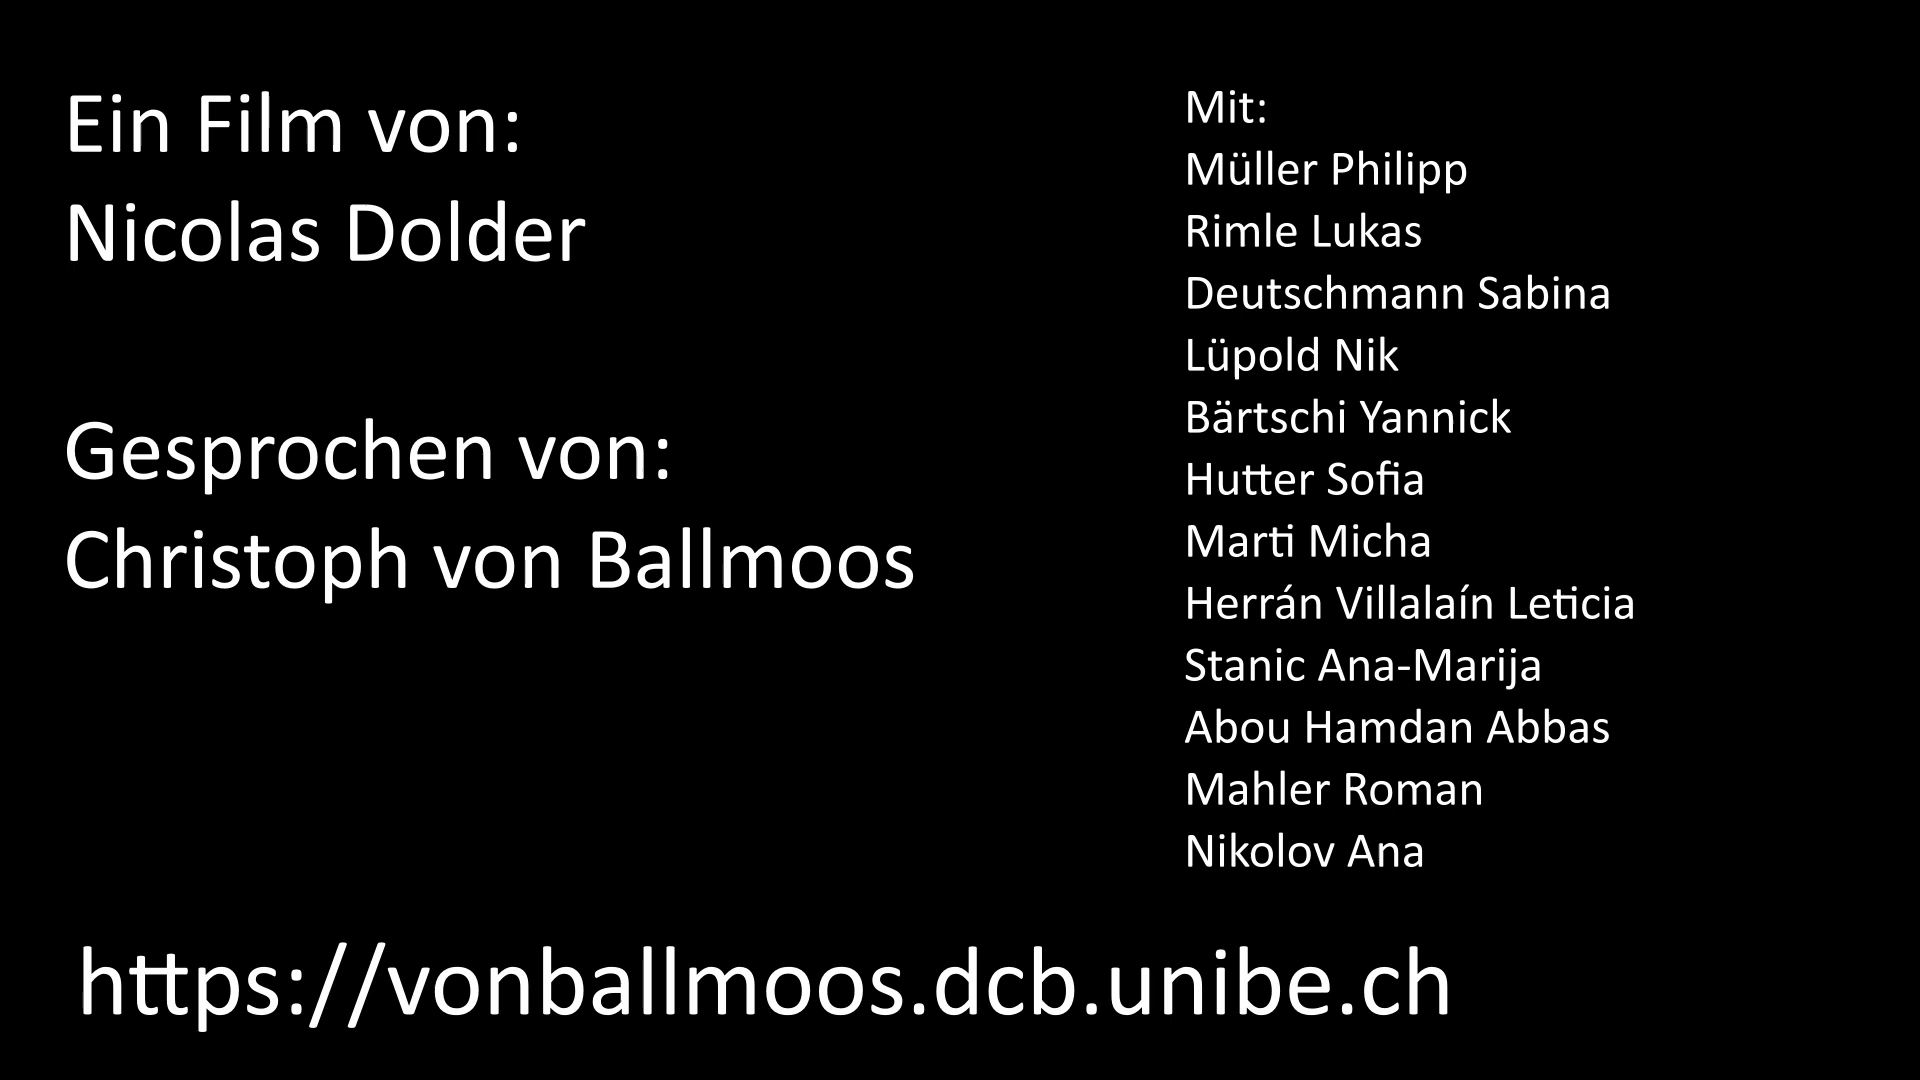 Ein Film von:
Nicolas Dolder
Gesprochen von:
Christoph von Ballmoos
Mit:
Müller Philipp
Rimle Lukas
Deutschmann Sabina
Lüpold Nik
Bärtschi Yannick
Hutter Sofia
Marti Micha
Herrán Villalaín Leticia
Stanic Ana-Marija
Abou Hamdan Abbas
Mahler Roman
Nikolov Ana
https://vonballmoos.dcb.unibe.ch